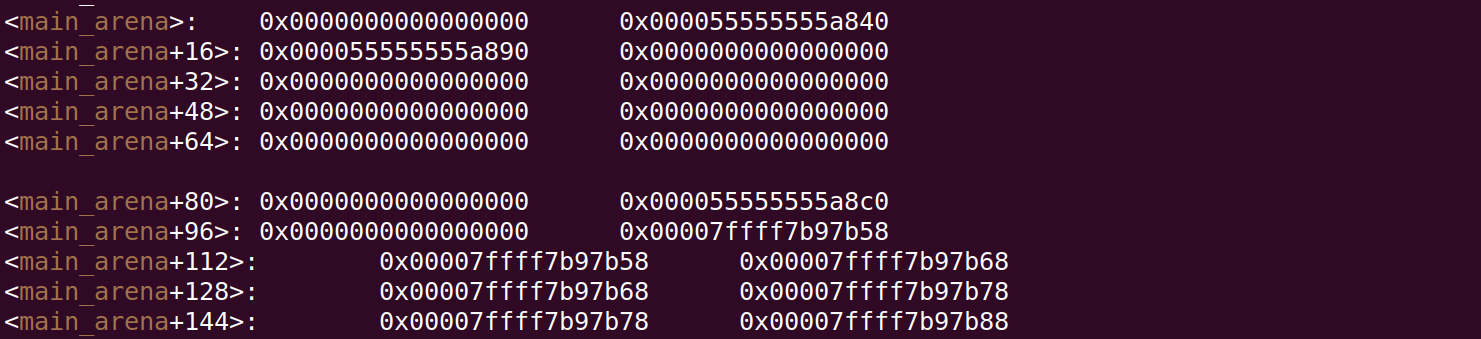 <main_arena>:    0x0000000000000000      0x000055555555a840
<main_arena+16>: 0x000055555555a890      0x0000000000000000
<main_arena+32>: 0x0000000000000000      0x0000000000000000
<main_arena+48>: 0x0000000000000000      0x0000000000000000
<main_arena+64>: 0x0000000000000000      0x0000000000000000
<main_arena+80>: 0x0000000000000000      0x000055555555a8c0
<main_arena+96>: 0x0000000000000000      0x00007ffff7b97b58
<main_arena+112>:        0x00007ffff7b97b58      0x00007ffff7b97b68
<main_arena+128>:        0x00007ffff7b97b68      0x00007ffff7b97b78
<main_arena+144>:        0x00007ffff7b97b78      0x00007ffff7b97b88